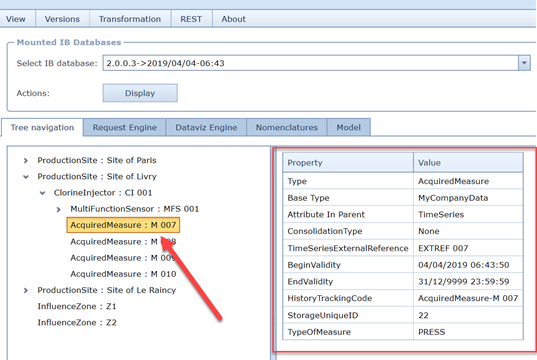 View Versions Transformation REST About
Mounted IB Databases
Select IB database: 2.0.0.3->2019/04/04-06:43
Actions: Display
Tree navigation Request Engine Dataviz Engine Nomenclatures Model
ProductionSite : Site of Paris
ProductionSite : Site of Livry
ClorineInjector : CI 001
MultiFunctionSensor : MFS 001
AcquiredMeasure : M 007
AcquiredMeasure : M 008
AcquiredMeasure : M 009
AcquiredMeasure : M 010
ProductionSite : Site of Le Raincy
InfluenceZone : Z1
InfluenceZone : Z2
Property Value
Type AcquiredMeasure
Base Type MyCompanyData
Attribute In Parent TimeSeries
ConsolidationType None
TimeSeriesExternalReference EXTREF 007
BeginValidity 04/04/2019 06:43:50
EndValidity 31/12/9999 23:59:59
HistoryTrackingCode AcquiredMeasure-M 007
StorageUniqueID 22
TypeOfMeasure PRESS